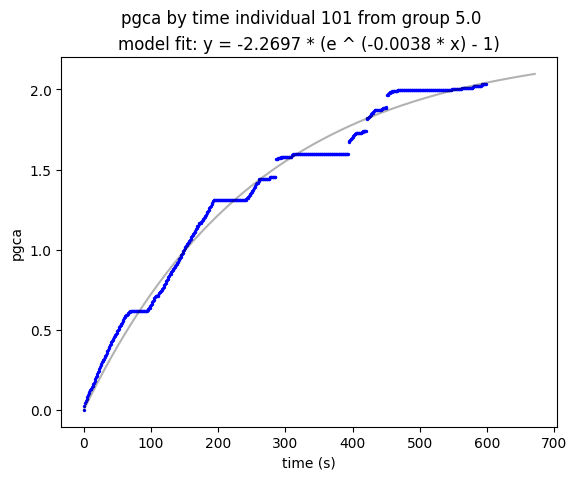 pgca by time individual 101 from group 5.0
model fit: y = -2.2697 * (e ^ (-0.0038 * x) - 1)
2.0
1.5
1.0
0.5
0.0
pgca
0 100 200 300 400 500 600 700
time (s)